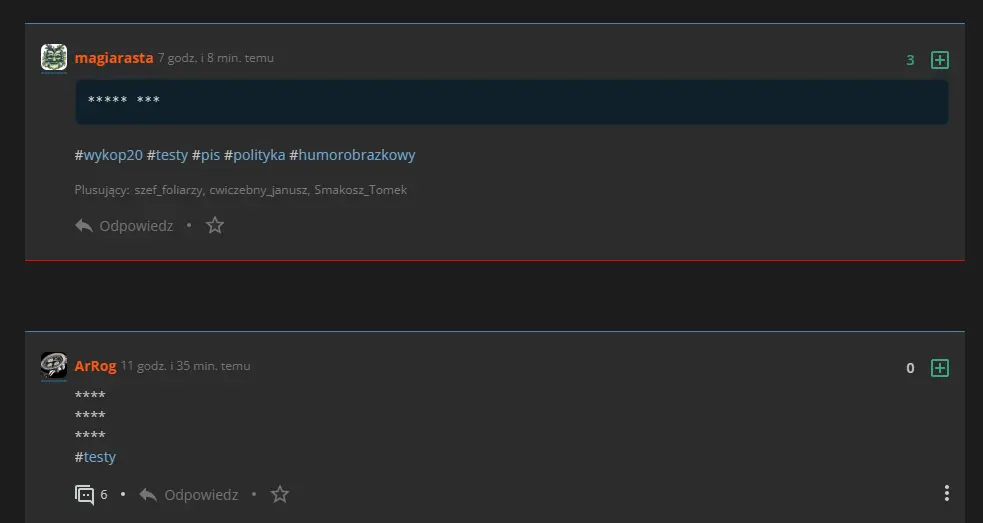 magiarasta 7 godz. i 8 min. temu 3
***** ***
#wykop20 #testy #pis #polityka #humorobrazkowy
Plusujący: szef_foliarzy, cwiczebny_janusz, Smakosz_Tomek
Odpowiedz •
ArRog 11 godz. i 35 min. temu 0
****
****
****
#testy
6 • Odpowiedz •